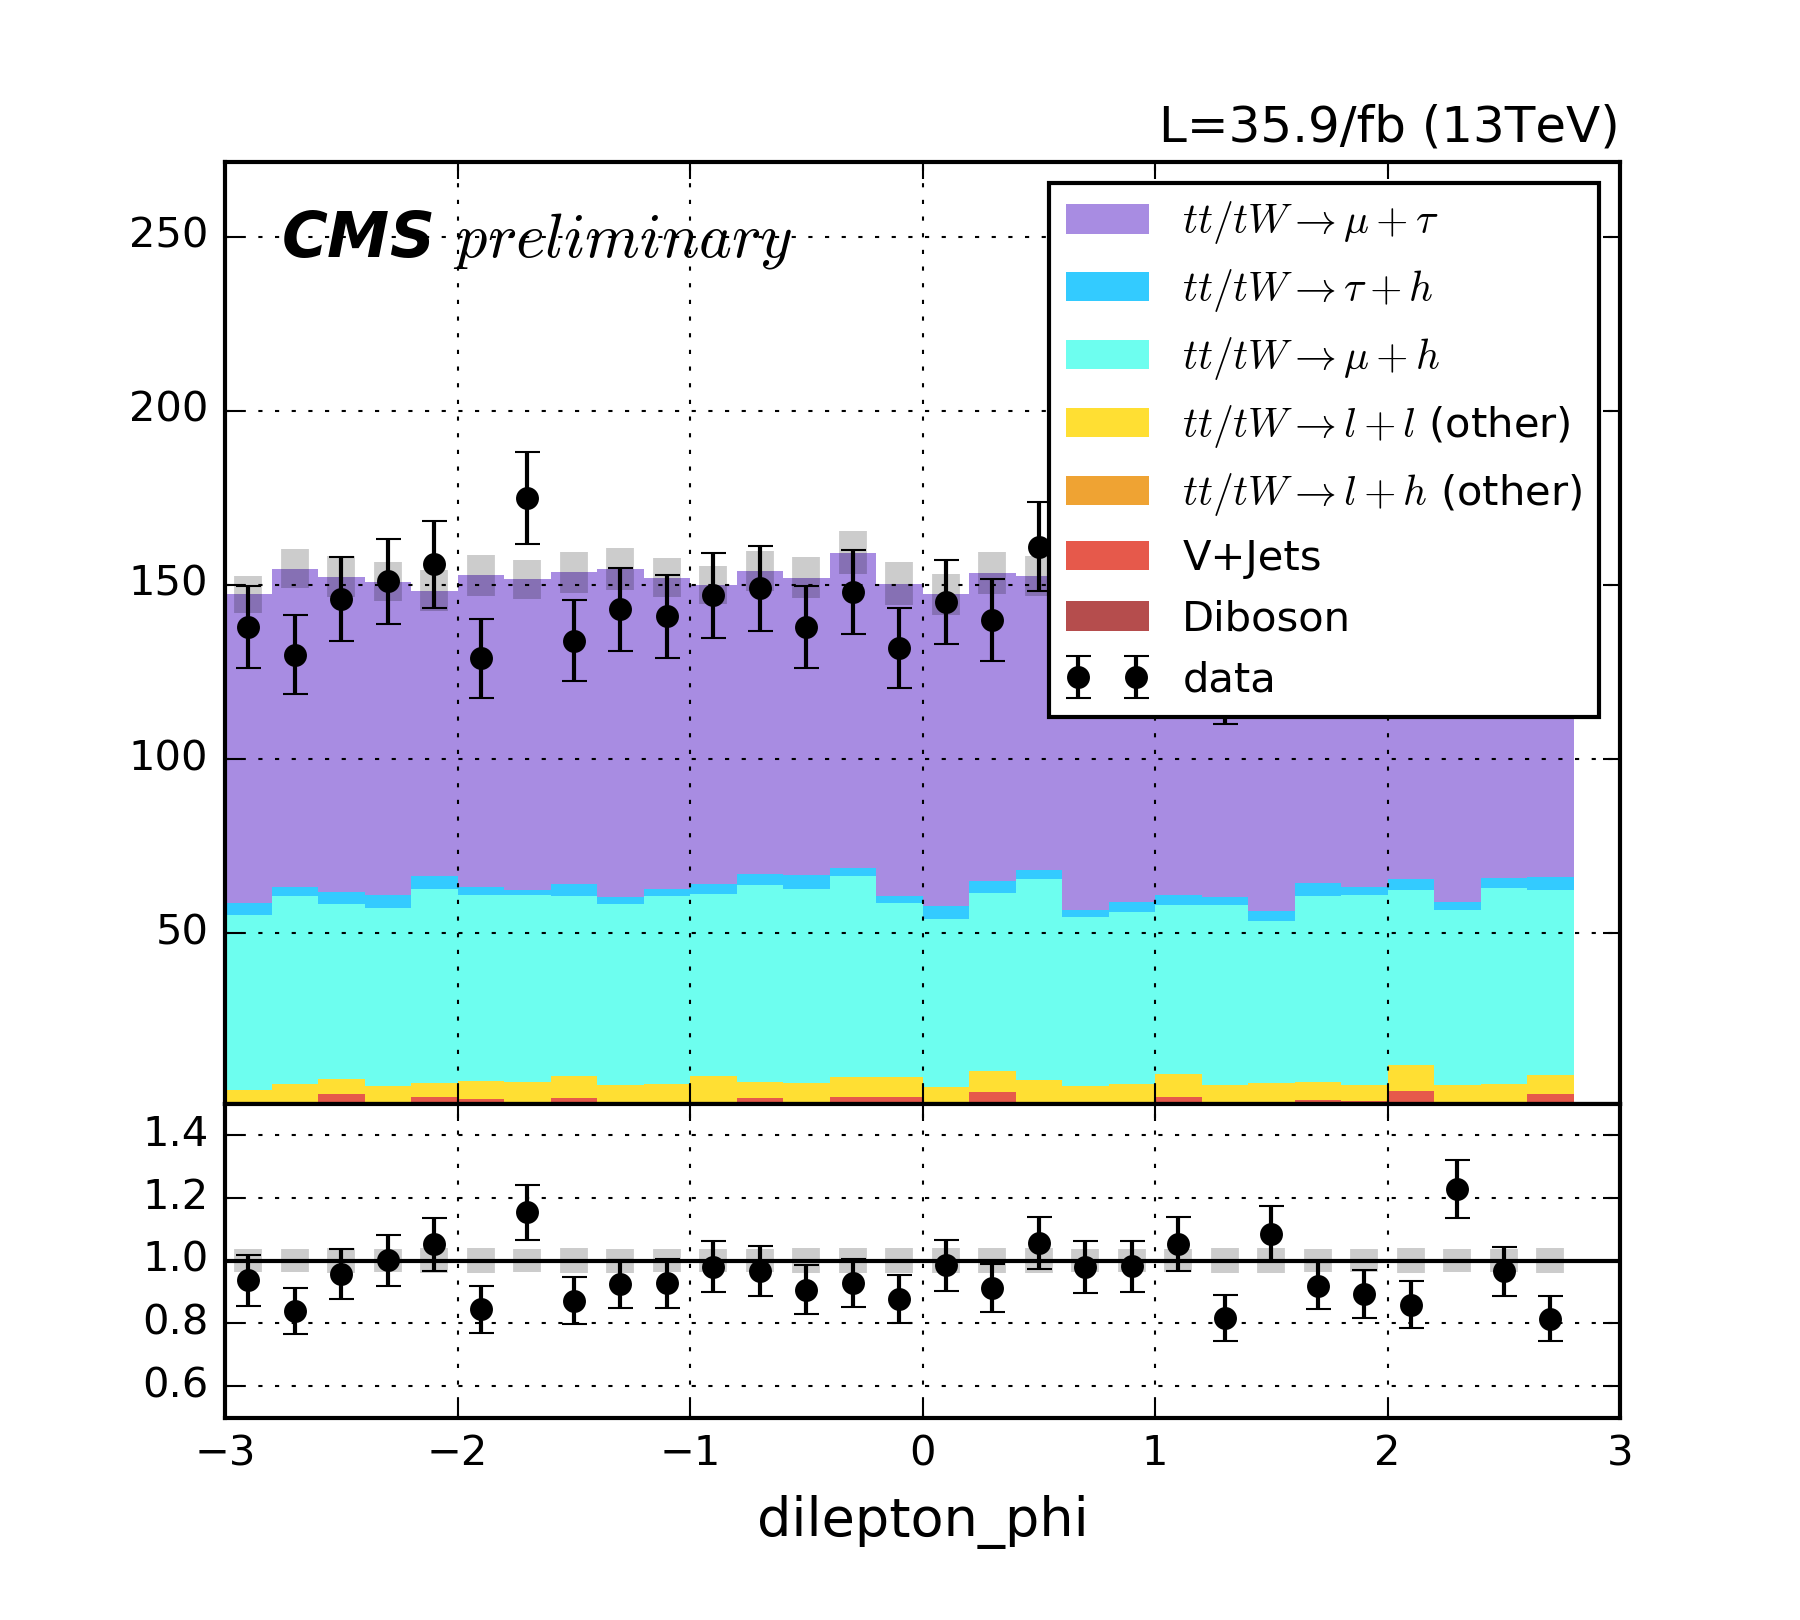 L=35.9/fb (13TeV)
CMS preliminary
250
200
150
100
50
tt/tW → μ + τ
tt/tW → τ + h
tt/tW → μ + h
tt/tW → l + l (other)
tt/tW → l + h (other)
V+Jets
Diboson
data
1.4
1.2
1.0
0.8
0.6
−3 −2 −1 0 1 2 3
dilepton_phi